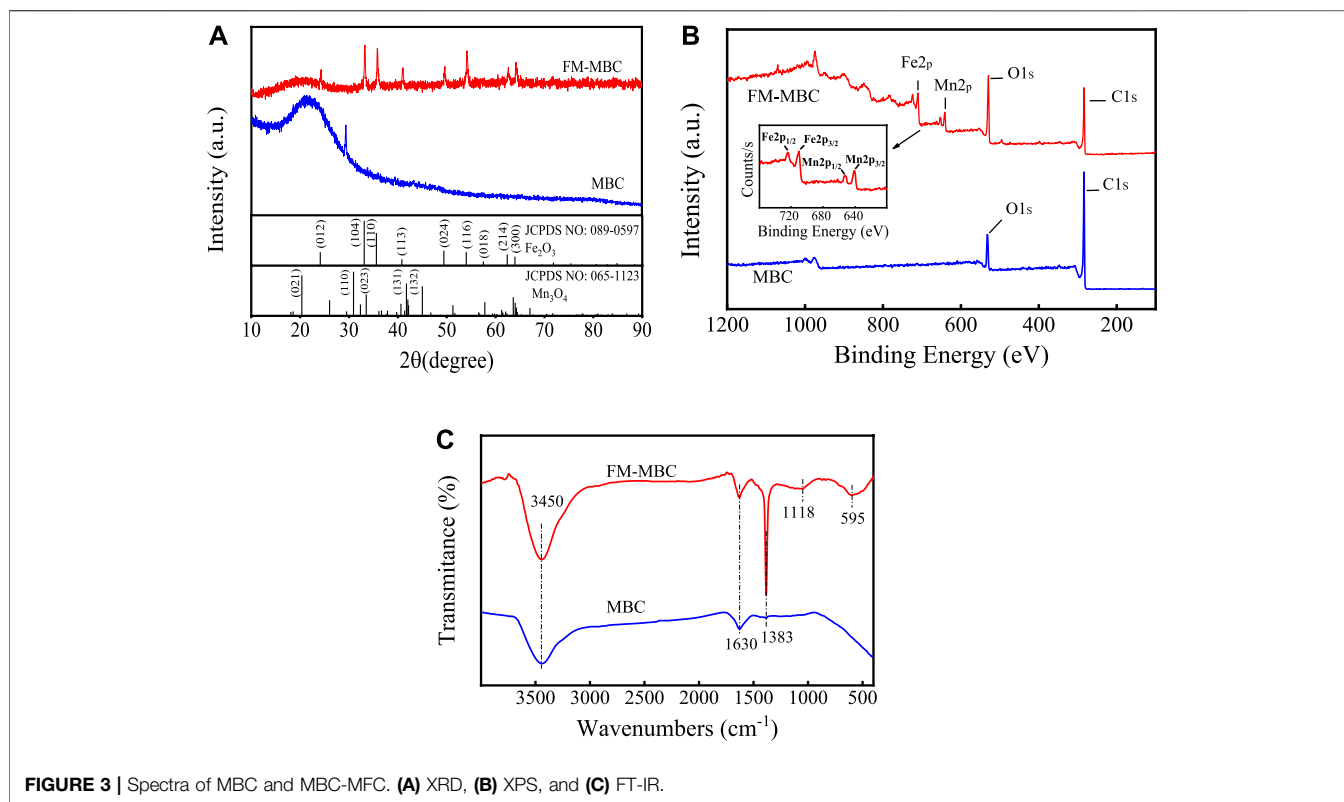 A
Intensity (a.u.)
FM-MBC
MBC
(012)
(104)
(110)
(113)
(024)
(116)
(018)
(214)
(300)
JCPDS NO: 089-0597
Fe₂O₃
(021)
(110)
(023)
(131)
(132)
JCPDS NO: 065-1123
Mn₃O₄
10 20 30 40 50 60 70 80 90
2θ(degree)
B
Intensity (a.u.)
FM-MBC
Fe2p
Mn2p
O1s
C1s
Counts/s
Fe2p1/2
Fe2p3/2
Mn2p1/2
Mn2p3/2
720 680 640
Binding Energy (eV)
O1s
C1s
MBC
1200 1000 800 600 400 200
Binding Energy (eV)
C
Transmitance (%)
FM-MBC
3450
1118
595
MBC
1630
1383
3500 3000 2500 2000 1500 1000 500
Wavenumbers (cm⁻¹)
FIGURE 3 | Spectra of MBC and MBC-MFC. (A) XRD, (B) XPS, and (C) FT-IR.